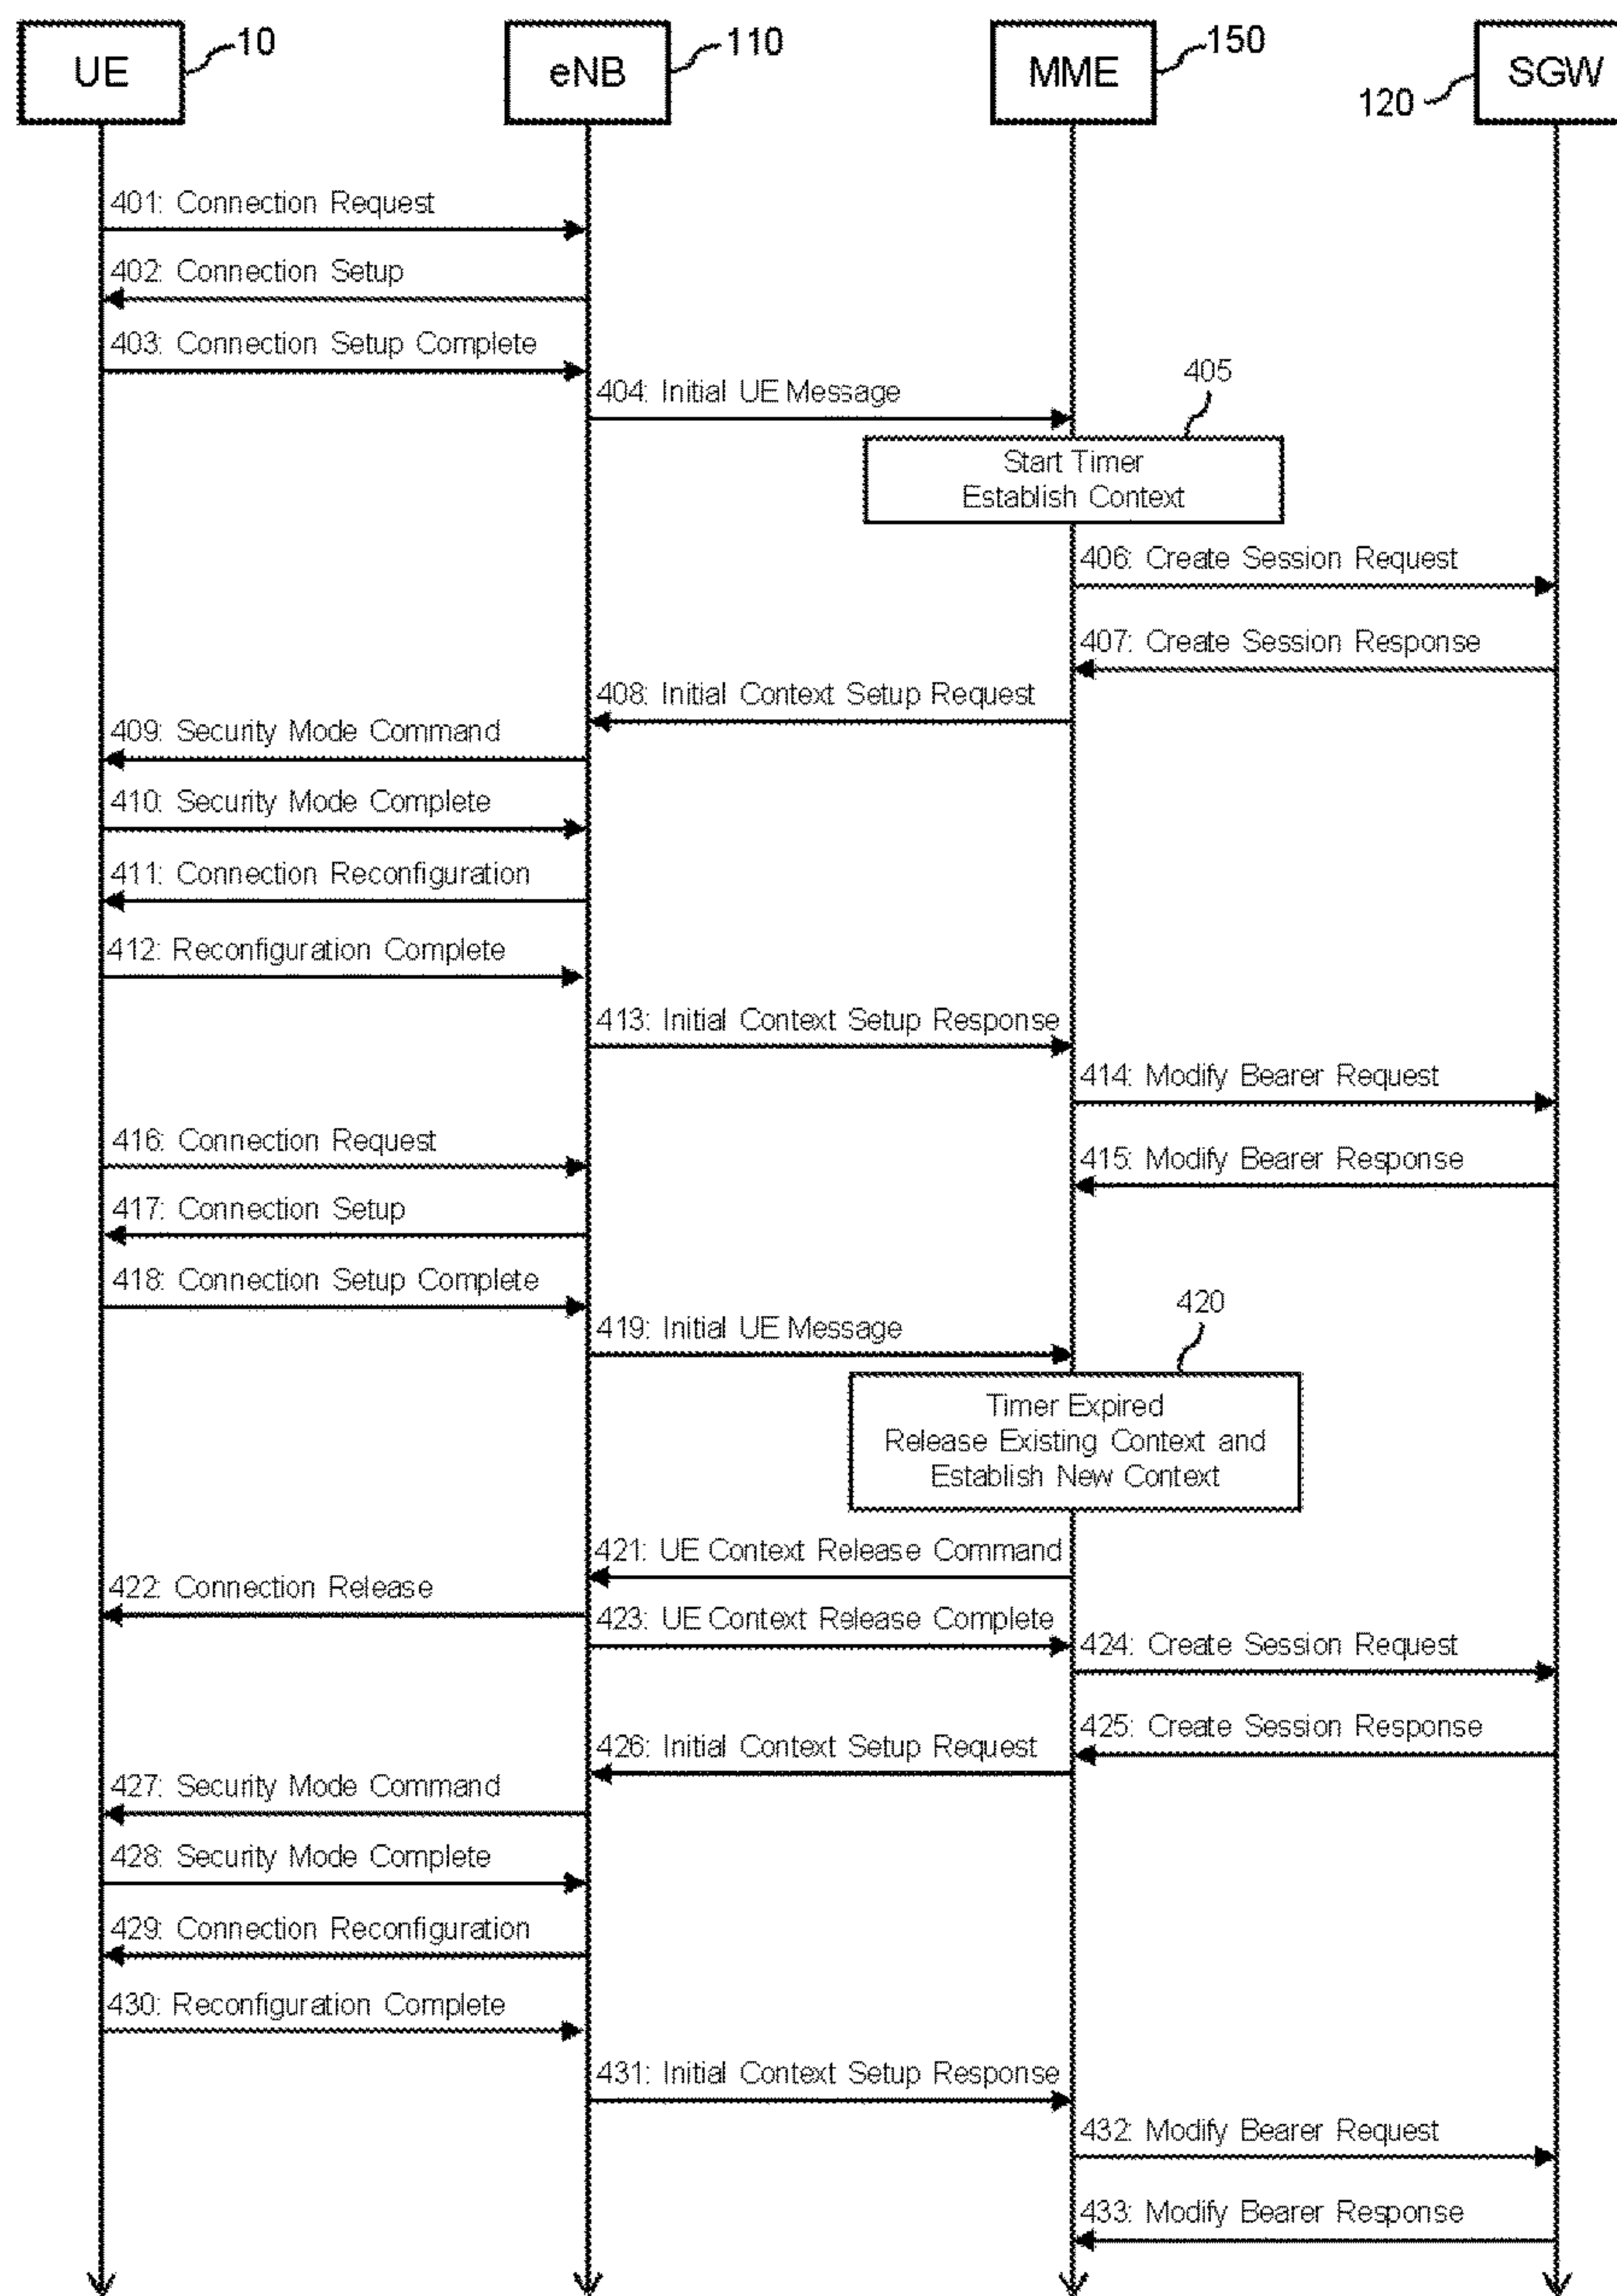 UE
10
eNB
110
MME
150
SGW
120
401: Connection Request
402: Connection Setup
403: Connection Setup Complete
404: Initial UE Message
405
Start Timer
Establish Context
406: Create Session Request
407: Create Session Response
408: Initial Context Setup Request
409: Security Mode Command
410: Security Mode Complete
411: Connection Reconfiguration
412: Reconfiguration Complete
413: Initial Context Setup Response
414: Modify Bearer Request
416: Connection Request
415: Modify Bearer Response
417: Connection Setup
418: Connection Setup Complete
419: Initial UE Message
420
Timer Expired
Release Existing Context and
Establish New Context
421: UE Context Release Command
422: Connection Release
423: UE Context Release Complete
424: Create Session Request
425: Create Session Response
426: Initial Context Setup Request
427: Security Mode Command
428: Security Mode Complete
429: Connection Reconfiguration
430: Reconfiguration Complete
431: Initial Context Setup Response
432: Modify Bearer Request
433: Modify Bearer Response